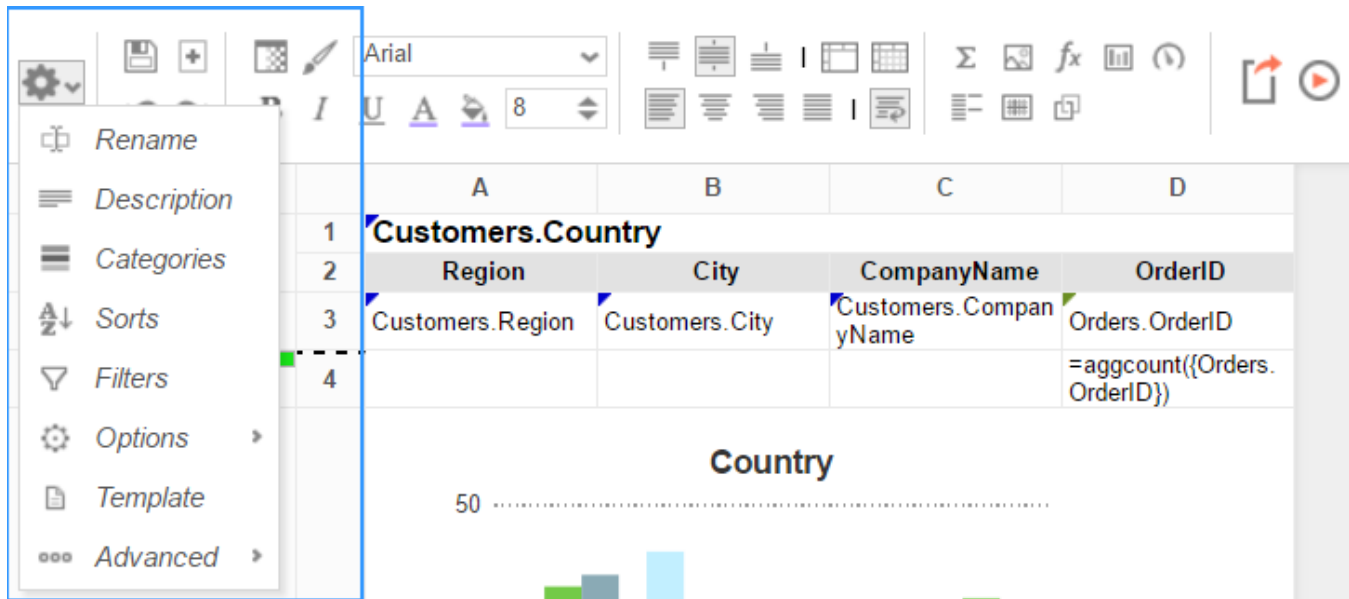 Arial
B I U A 8
Σ fx
Rename
Description
Categories
Sorts
Filters
Options
Template
Advanced
A B C D
1 Customers.Country
2 Region City CompanyName OrderID
3 Customers.Region Customers.City Customers.Compan
yName Orders.OrderID
4 =aggcount({Orders.
OrderID})
Country
50